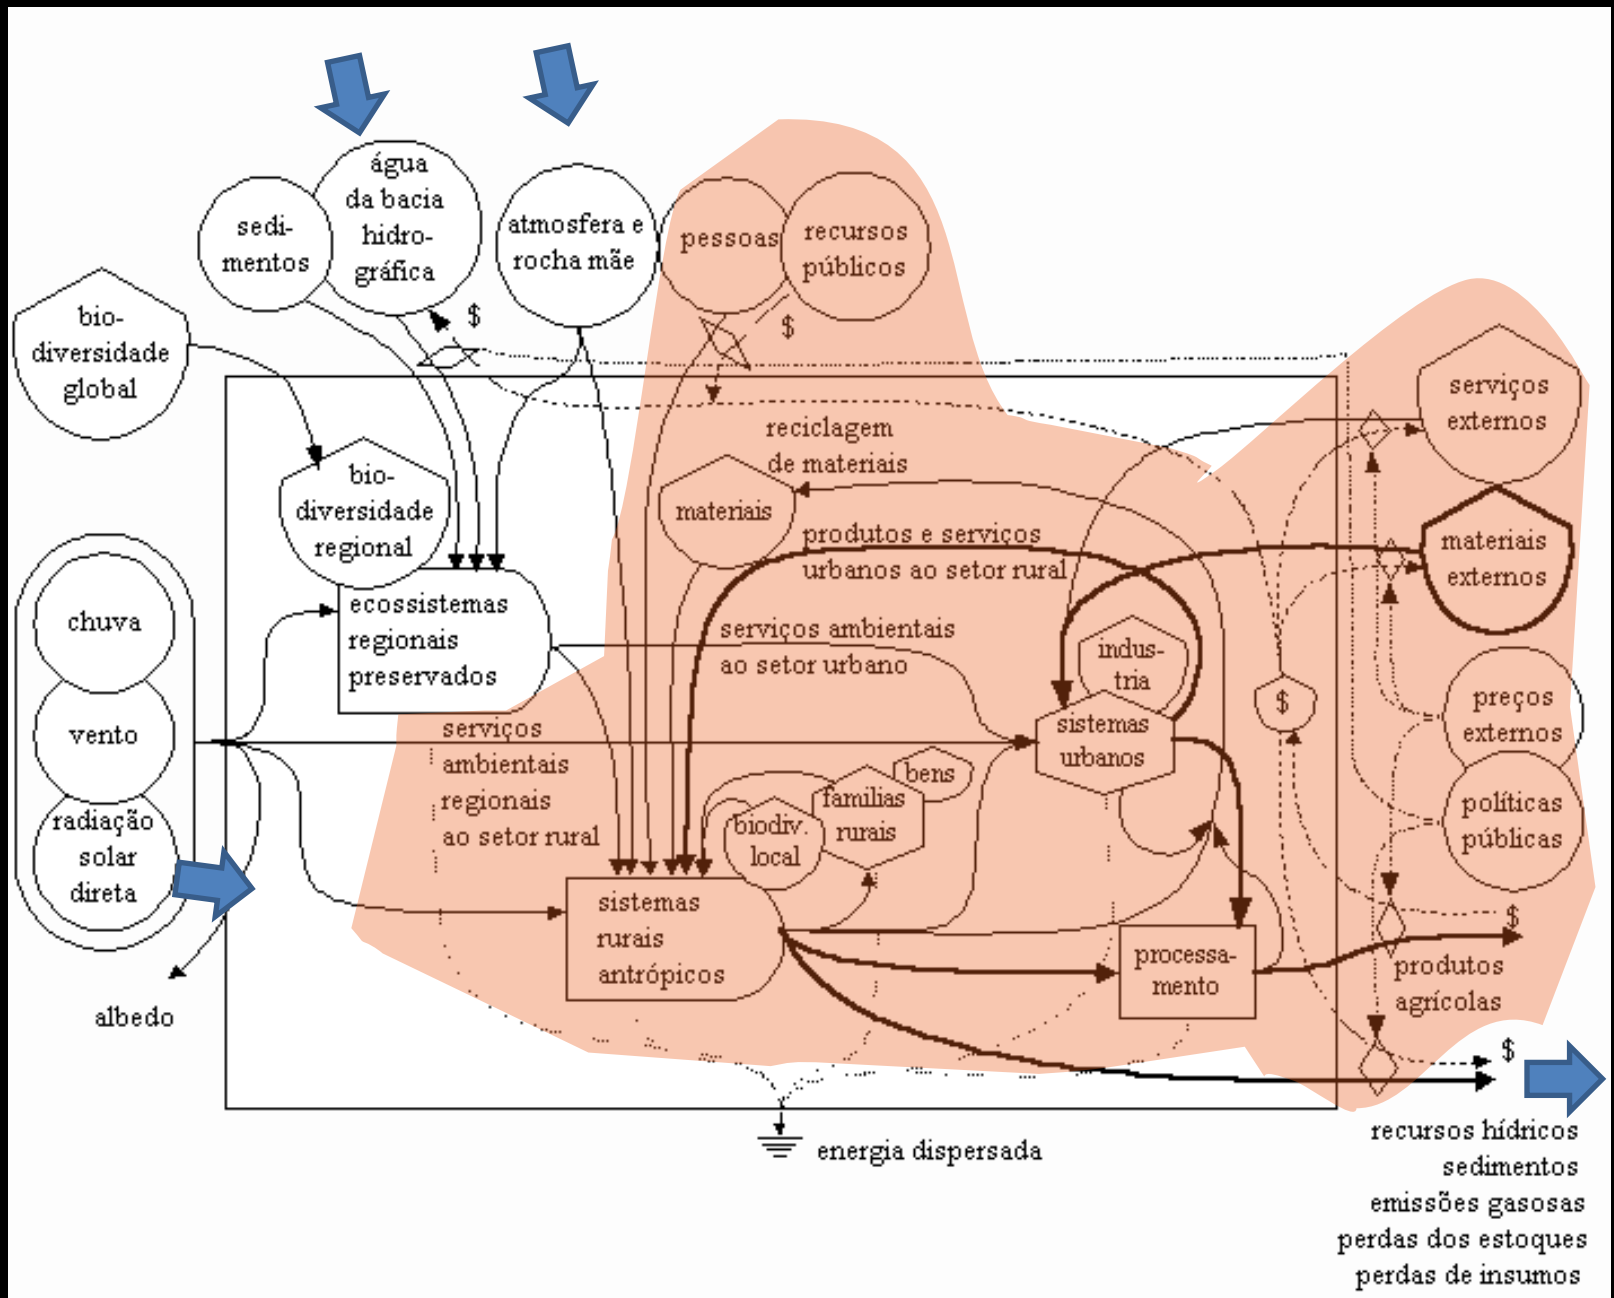 sedi-
mentos
água
da bacia
hidro-
gráfica
atmosfera e
rocha mãe
pessoas
recursos
públicos
$
$
bio-
diversidade
global
bio-
diversidade
regional
reciclagem
de materiais
materiais
serviços
externos
materiais
externos
produtos e serviços
urbanos ao setor rural
chuva
vento
radiação
solar
direta
ecossistemas
regionais
preservados
serviços ambientais
ao setor urbano
indus-
tria
sistemas
urbanos
$
preços
externos
políticas
públicas
serviços
ambientais
regionais
ao setor rural
bens
familias
rurais
biodiv.
local
sistemas
rurais
antrópicos
processa-
mento
$
produtos
agrícolas
albedo
$
energia dispersada
recursos hídricos
sedimentos
emissões gasosas
perdas dos estoques
perdas de insumos